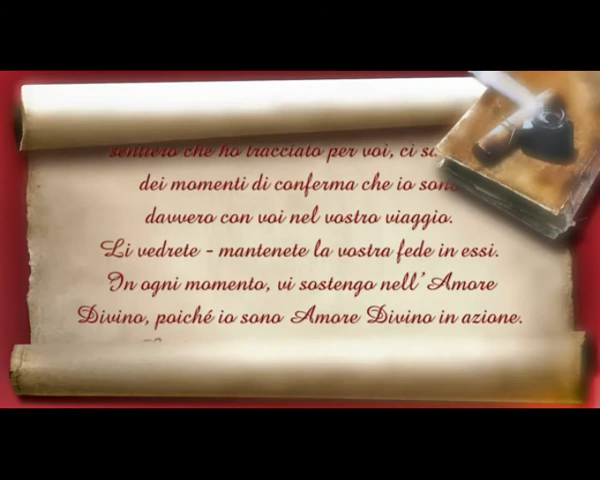 sentiero che ho tracciato per voi, ci
dei momenti di conferma che io sono
davvero con voi nel vostro viaggio.
Li vedrete - mantenete la vostra fede in essi.
In ogni momento, vi sostengo nell' Amore
Divino, poiché io sono Amore Divino in azione.